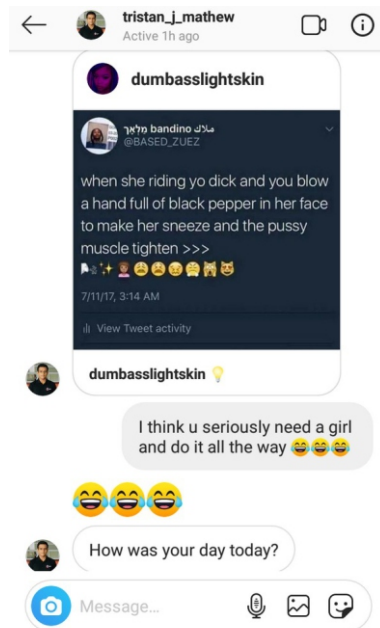 tristan_j_mathew
Active 1h ago
dumbasslightskin
ملاك bandino מַלְאָךְ
@BASED_ZUEZ
when she riding yo dick and you blow
a hand full of black pepper in her face
to make her sneeze and the pussy
muscle tighten >>>
🌬✨💆🏾‍♀️😩😩😖😤🙀😼
7/11/17, 3:14 AM
View Tweet activity
dumbasslightskin 💡
I think u seriously need a girl
and do it all the way 😂😂😂
😂😂😂
How was your day today?
Message...